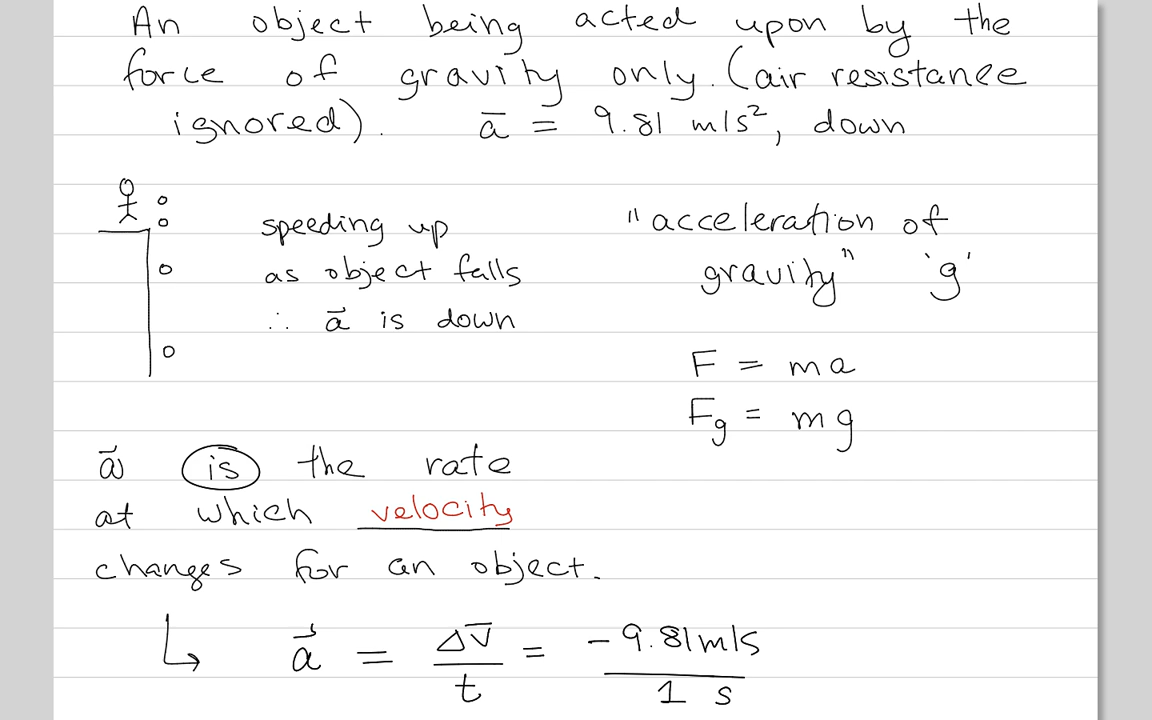 An object being acted upon by the
force of gravity only. (air resistance
ignored). a⃗ = 9.81 m/s², down
speeding up
as object falls
∴ a⃗ is down
"acceleration of
gravity" 'g'
F = ma
Fg = mg
a⃗ is the rate
at which velocity
changes for an object.
↳ a⃗ = Δv⃗/t = -9.81m/s / 1 s